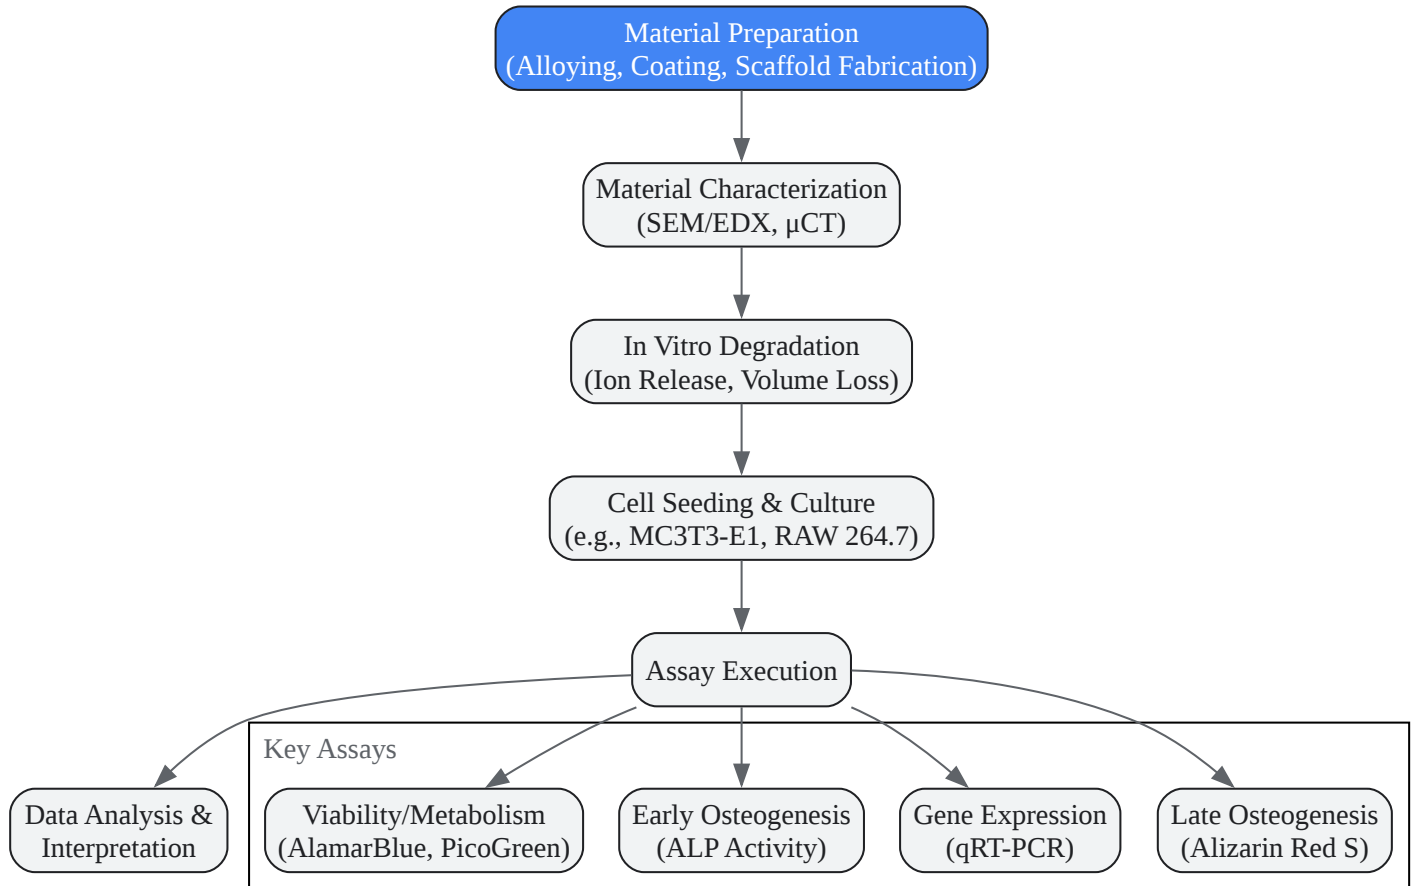 Material Preparation
(Alloying, Coating, Scaffold Fabrication)
Material Characterization
(SEM/EDX, μCT)
In Vitro Degradation
(Ion Release, Volume Loss)
Cell Seeding & Culture
(e.g., MC3T3-E1, RAW 264.7)
Assay Execution
Key Assays
Data Analysis &
Interpretation
Viability/Metabolism
(AlamarBlue, PicoGreen)
Early Osteogenesis
(ALP Activity)
Gene Expression
(qRT-PCR)
Late Osteogenesis
(Alizarin Red S)